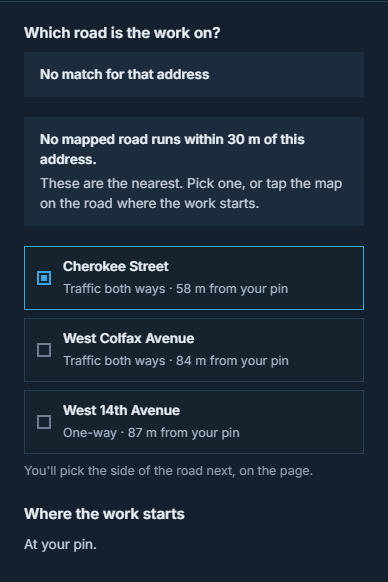 Which road is the work on?
No match for that address
No mapped road runs within 30 m of this
address.
These are the nearest. Pick one, or tap the map
on the road where the work starts.
Cherokee Street
Traffic both ways · 58 m from your pin
West Colfax Avenue
Traffic both ways · 84 m from your pin
West 14th Avenue
One-way · 87 m from your pin
You'll pick the side of the road next, on the page.
Where the work starts
At your pin.